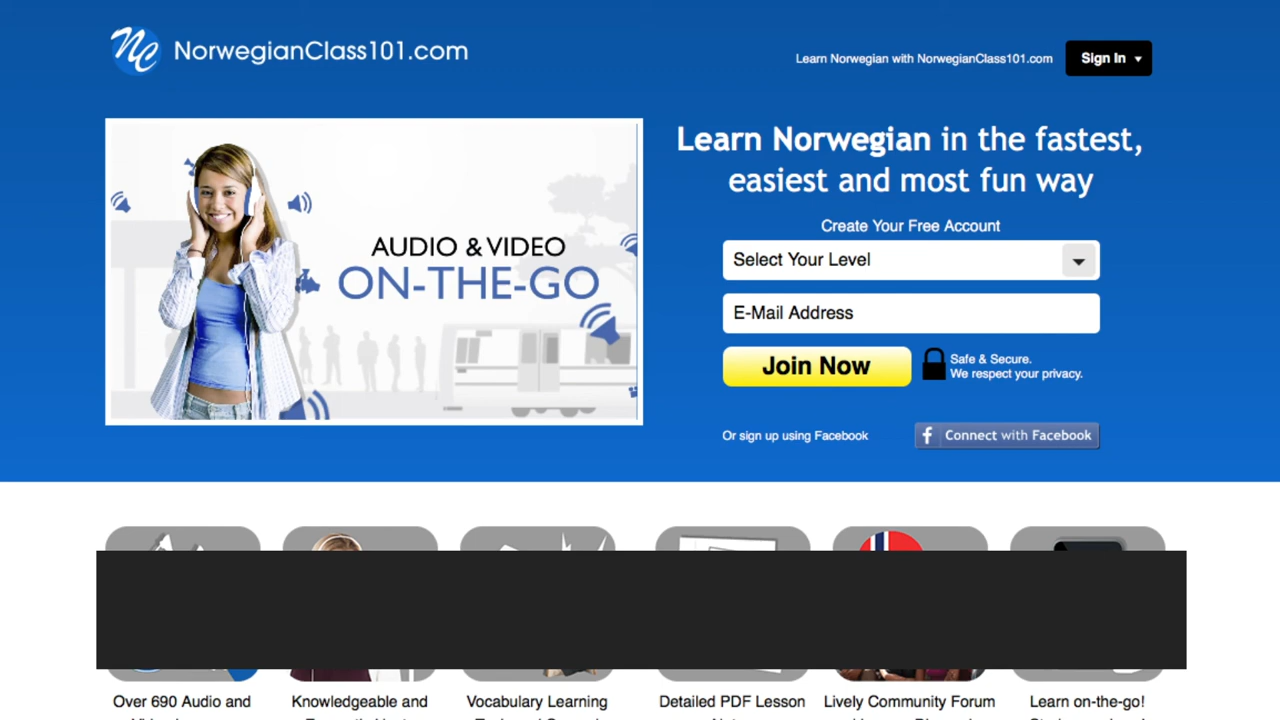 NC
NorwegianClass101.com
Learn Norwegian with NorwegianClass101.com
Sign In
AUDIO & VIDEO
ON-THE-GO
Learn Norwegian in the fastest,
easiest and most fun way
Create Your Free Account
Select Your Level
E-Mail Address
Join Now
Safe & Secure.
We respect your privacy.
Or sign up using Facebook
f Connect with Facebook
Over 690 Audio and
Knowledgeable and
Vocabulary Learning
Detailed PDF Lesson
Lively Community Forum
Learn on-the-go!